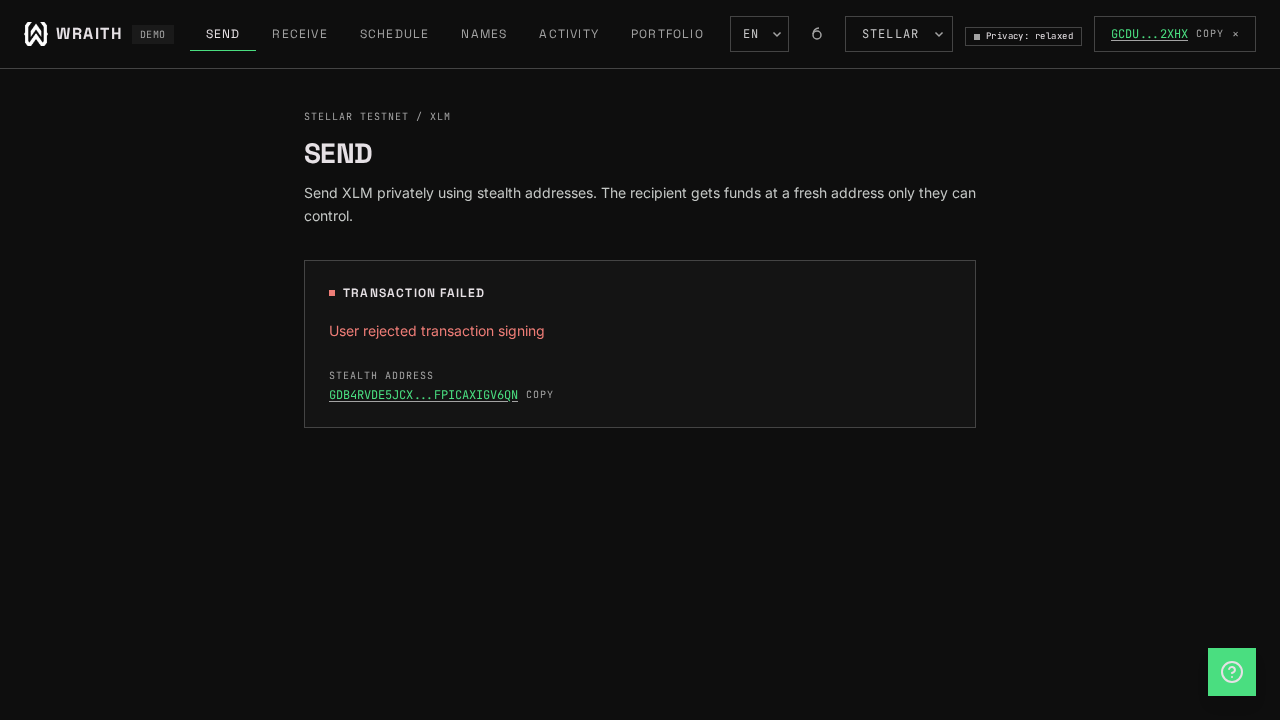 WRAITH DEMO SEND RECEIVE SCHEDULE NAMES ACTIVITY PORTFOLIO EN STELLAR Privacy: relaxed GCDU...2XHX COPY ×
STELLAR TESTNET / XLM
SEND
Send XLM privately using stealth addresses. The recipient gets funds at a fresh address only they can
control.
TRANSACTION FAILED
User rejected transaction signing
STEALTH ADDRESS
GDB4RVDE5JCX...FPICAXIGV6QN COPY